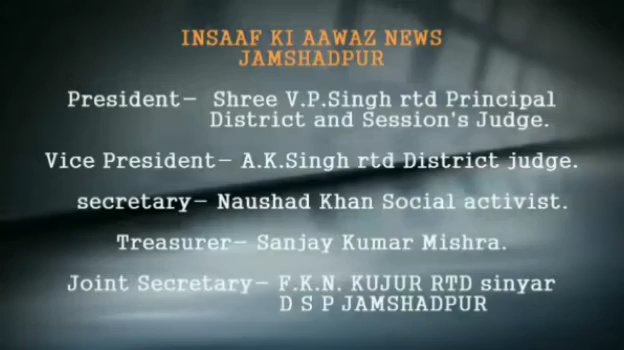 INSAAF KI AAWAZ NEWS
JAMSHADPUR
President- Shree V.P.Singh rtd Principal
District and Session's Judge.
Vice President- A.K.Singh rtd District judge.
secretary- Naushad Khan Social activist.
Treasurer- Sanjay Kumar Mishra.
Joint Secretary- F.K.N. KUJUR RTD sinyar
D S P JAMSHADPUR